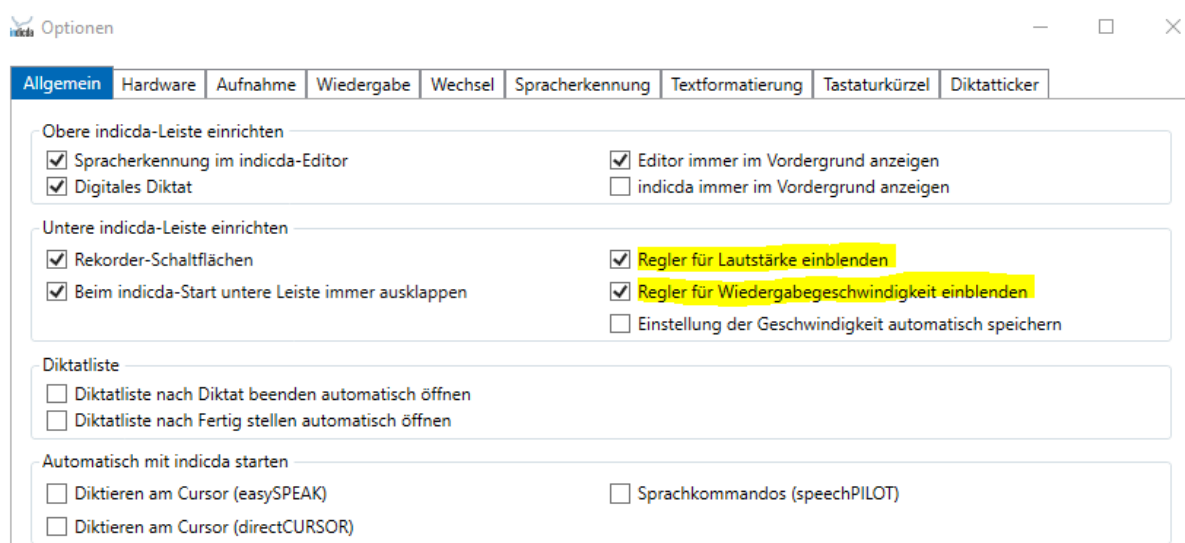 indicda Optionen
Allgemein Hardware Aufnahme Wiedergabe Wechsel Spracherkennung Textformatierung Tastaturkürzel Diktatticker
Obere indicda-Leiste einrichten
Spracherkennung im indicda-Editor
Editor immer im Vordergrund anzeigen
Digitales Diktat
indicda immer im Vordergrund anzeigen
Untere indicda-Leiste einrichten
Rekorder-Schaltflächen
Regler für Lautstärke einblenden
Beim indicda-Start untere Leiste immer ausklappen
Regler für Wiedergabegeschwindigkeit einblenden
Einstellung der Geschwindigkeit automatisch speichern
Diktatliste
Diktatliste nach Diktat beenden automatisch öffnen
Diktatliste nach Fertig stellen automatisch öffnen
Automatisch mit indicda starten
Diktieren am Cursor (easySPEAK)
Sprachkommandos (speechPILOT)
Diktieren am Cursor (directCURSOR)